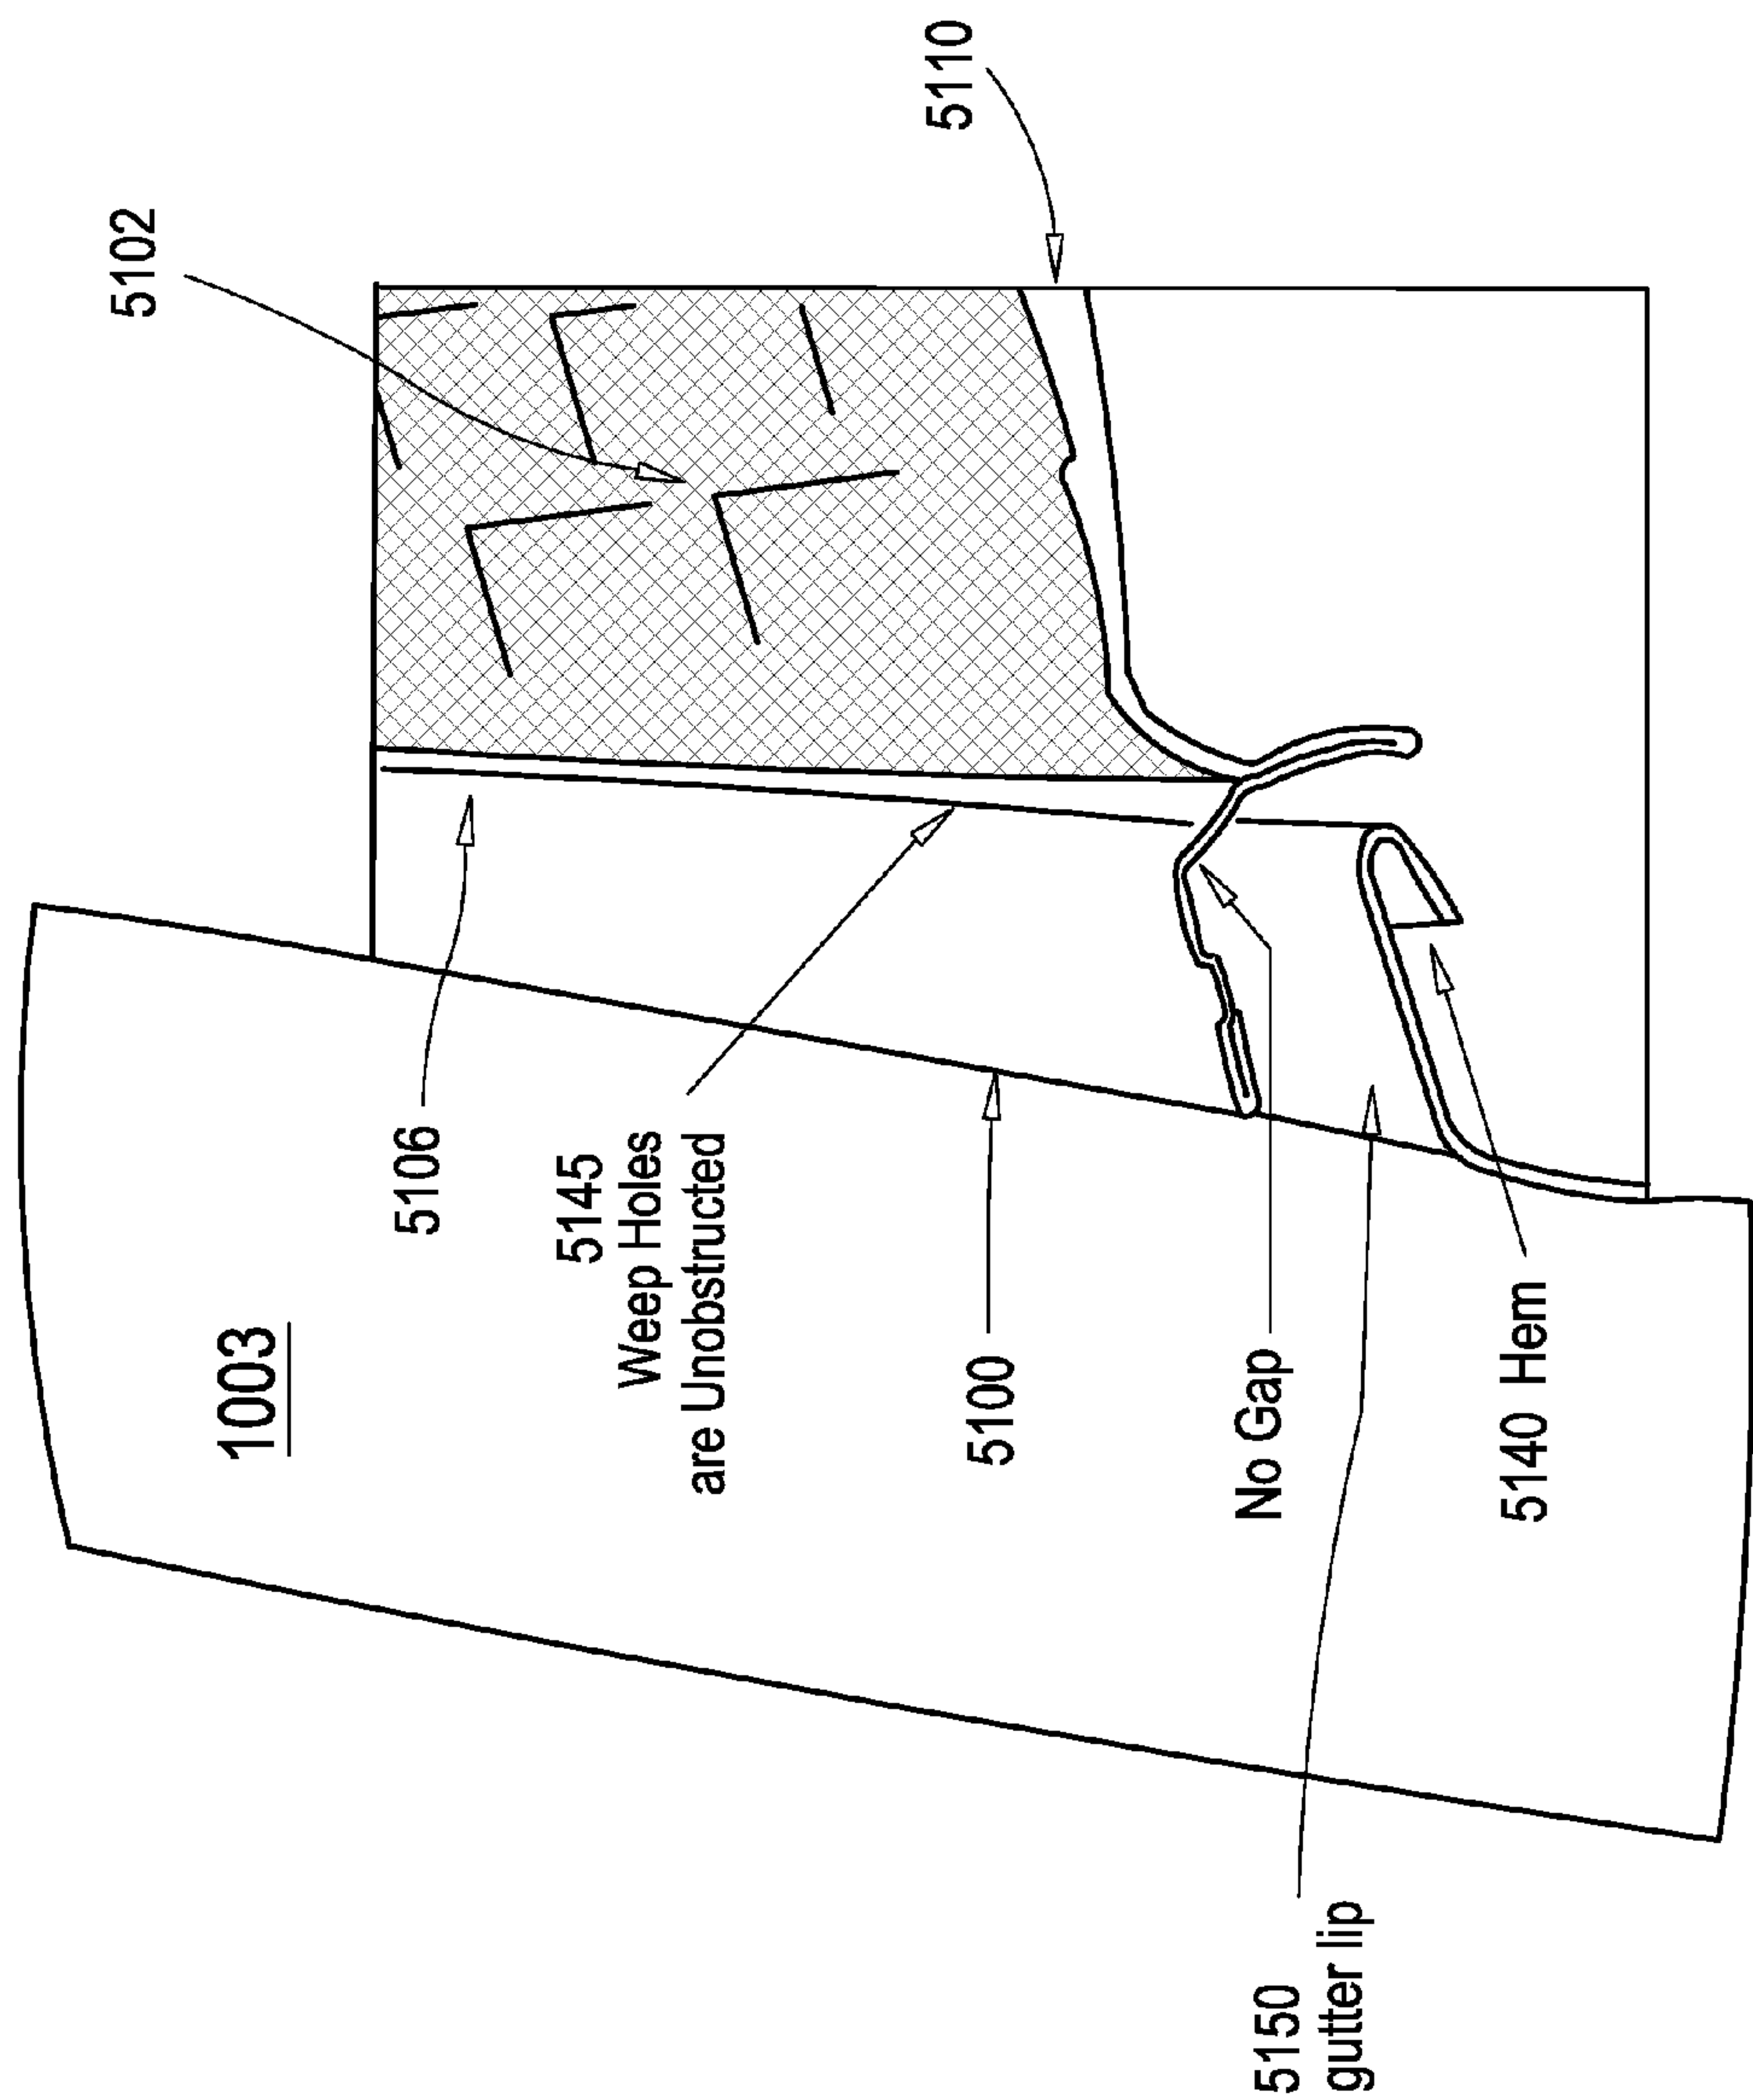 1003
5106
5145
Weep Holes
are Unobstructed
5100
No Gap
5150
gutter lip
5140 Hem
5102
5110